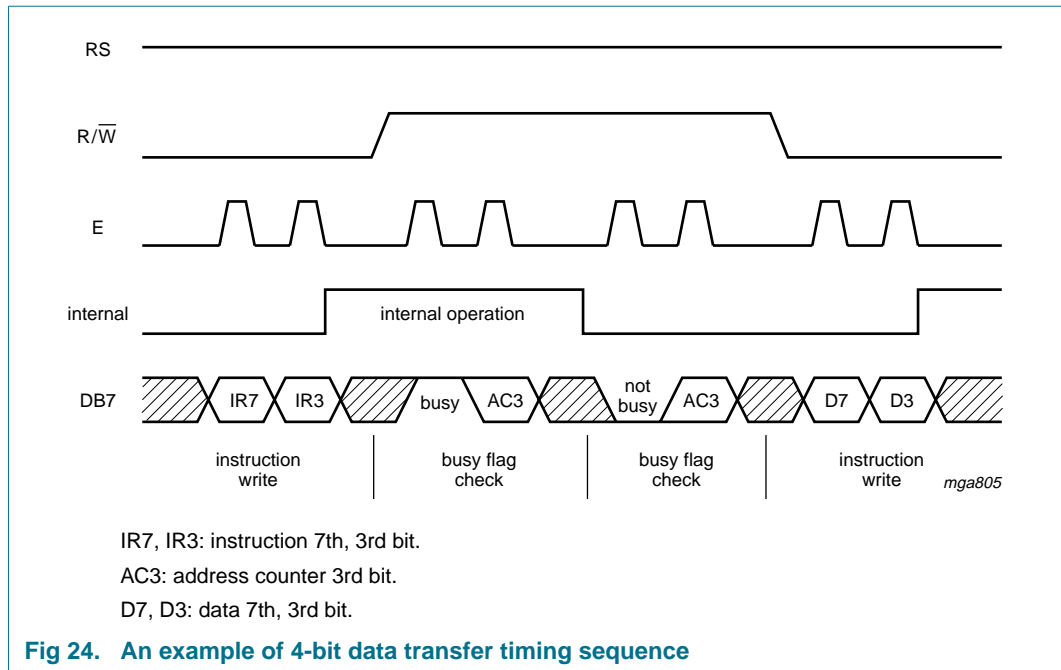 RS
R/W̅
E
internal
internal operation
DB7
IR7
IR3
busy
AC3
not
busy
AC3
D7
D3
instruction
write
busy flag
check
busy flag
check
instruction
write
mga805
IR7, IR3: instruction 7th, 3rd bit.
AC3: address counter 3rd bit.
D7, D3: data 7th, 3rd bit.
Fig 24. An example of 4-bit data transfer timing sequence